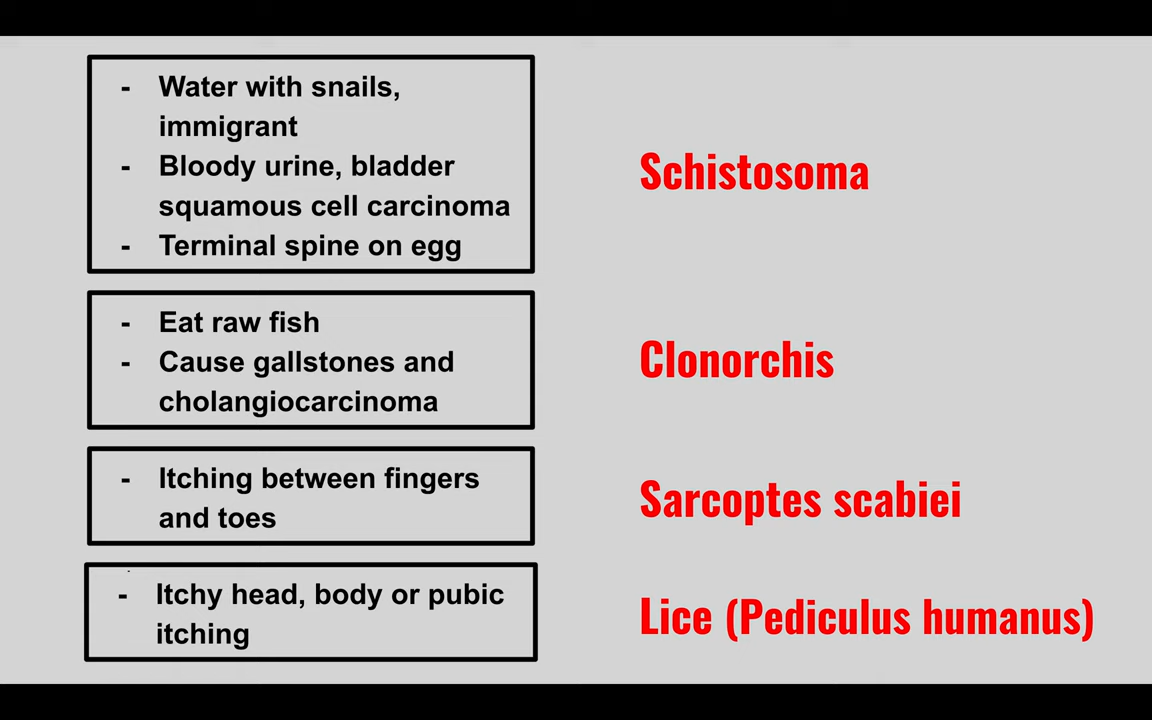 - Water with snails,
immigrant
- Bloody urine, bladder
squamous cell carcinoma
- Terminal spine on egg
Schistosoma
- Eat raw fish
- Cause gallstones and
cholangiocarcinoma
Clonorchis
- Itching between fingers
and toes
Sarcoptes scabiei
- Itchy head, body or pubic
itching
Lice (Pediculus humanus)